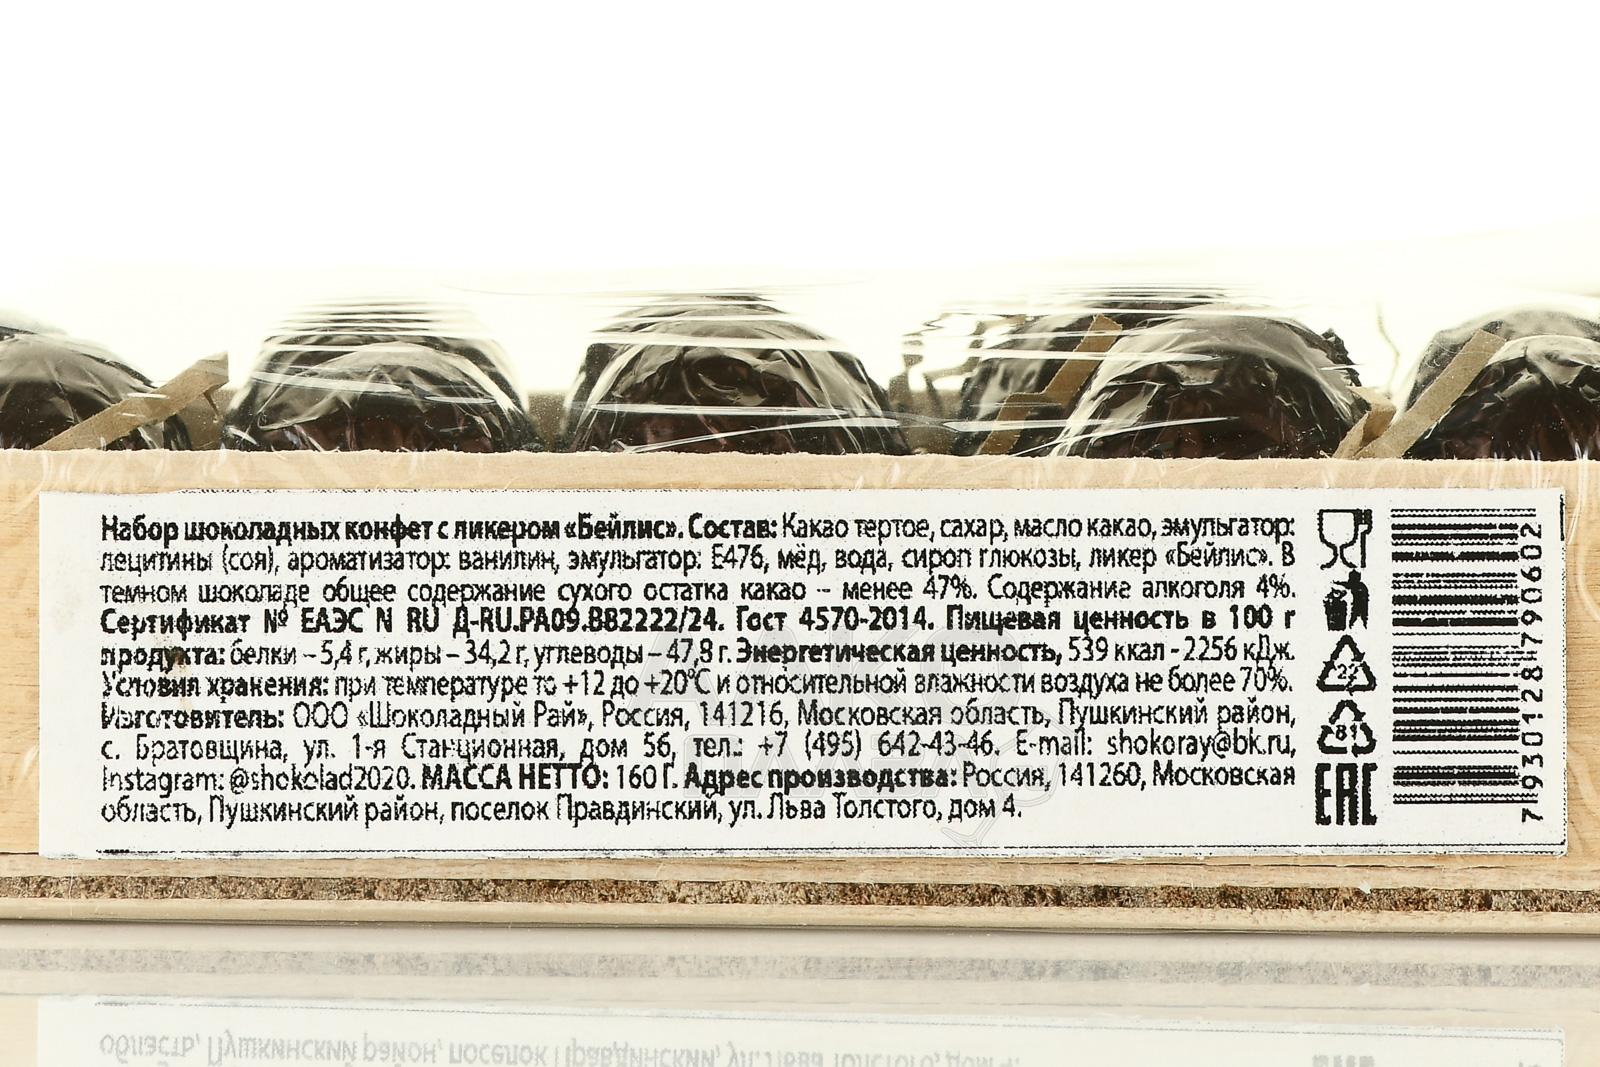 Набор шоколадных конфет с ликером «Бейлис». Состав: Какао тертое, сахар, масло какао, эмульгатор:
лецитины (соя), ароматизатор: ванилин, эмульгатор: Е476, мёд, вода, сироп глюкозы, ликер «Бейлис». В
темном шоколаде общее содержание сухого остатка какао – менее 47%. Содержание алкоголя 4%.
Сертификат № ЕАЭС N RU Д-RU.РА09.В82222/24. Гост 4570-2014. Пищевая ценность в 100 г
продукта: белки – 5,4 г, жиры – 34,2 г, углеводы – 47,8 г. Энергетическая ценность, 539 ккал - 2256 кДж.
Условия хранения: при температуре то +12 до +20°С и относительной влажности воздуха не более 70%.
Изготовитель: ООО «Шоколадный Рай», Россия, 141216, Московская область, Пушкинский район,
с. Братовщина, ул. 1-я Станционная, дом 56, тел.: +7 (495) 642-43-46. E-mail: shokoray@bk.ru,
Instagram: @shokolad2020. МАССА НЕТТО: 160 Г. Адрес производства: Россия, 141260, Московская
область, Пушкинский район, поселок Правдинский, ул. Льва Толстого, дом 4.
81
EAC
7 930128 790602